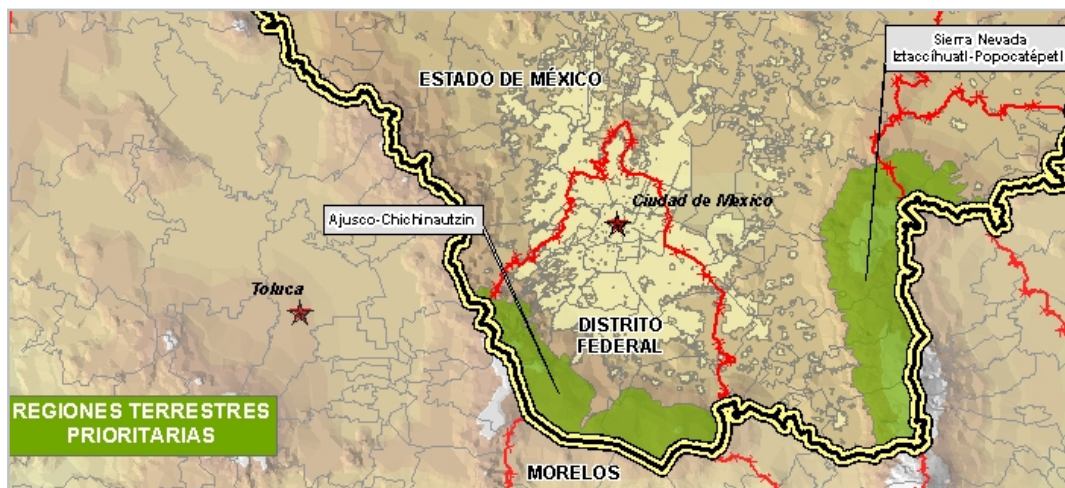 Sierra Nevada
Iztaccíhuatl-Popocatépetl
ESTADO DE MÉXICO
Ciudad de Mexico
Ajusco-Chichinautzin
Toluca
DISTRITO
FEDERAL
REGIONES TERRESTRES
PRIORITARIAS
MORELOS